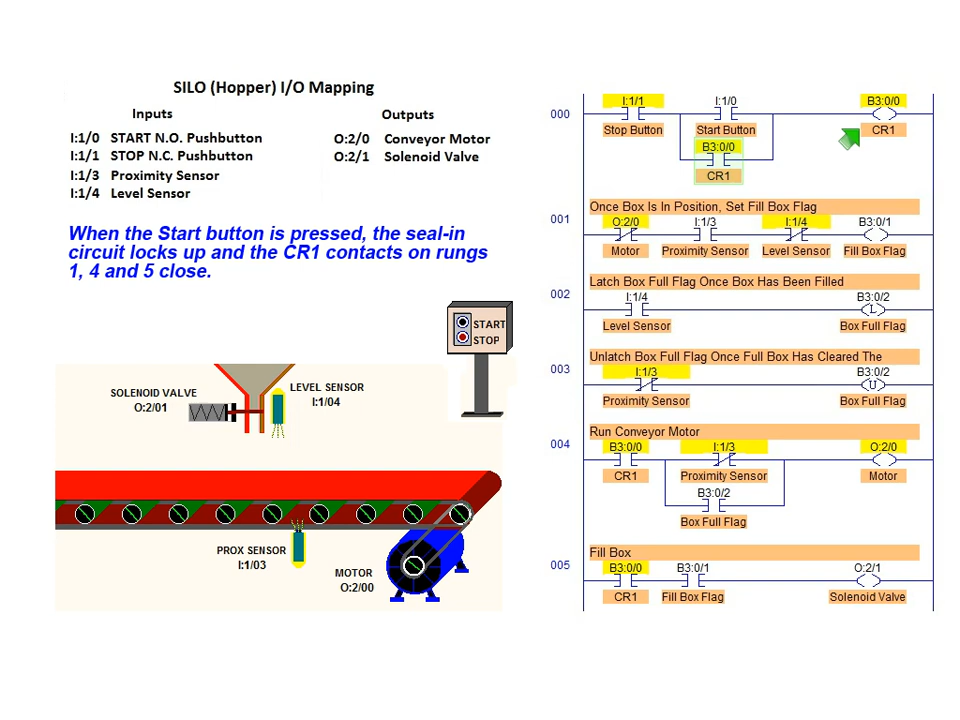 SILO (Hopper) I/O Mapping
Inputs
Outputs
I:1/0 START N.O. Pushbutton
I:1/1 STOP N.C. Pushbutton
I:1/3 Proximity Sensor
I:1/4 Level Sensor
O:2/0 Conveyor Motor
O:2/1 Solenoid Valve
When the Start button is pressed, the seal-in
circuit locks up and the CR1 contacts on rungs
1, 4 and 5 close.
START
STOP
SOLENOID VALVE
O:2/01
LEVEL SENSOR
I:1/04
PROX SENSOR
I:1/03
MOTOR
O:2/00
I:1/1 I:1/0 B3:0/0
000
Stop Button Start Button CR1
B3:0/0
CR1
Once Box Is In Position, Set Fill Box Flag
001
O:2/0 I:1/3 I:1/4 B3:0/1
Motor Proximity Sensor Level Sensor Fill Box Flag
Latch Box Full Flag Once Box Has Been Filled
002
I:1/4 B3:0/2
L
Level Sensor Box Full Flag
Unlatch Box Full Flag Once Full Box Has Cleared The
003
I:1/3 B3:0/2
U
Proximity Sensor Box Full Flag
Run Conveyor Motor
004
B3:0/0 I:1/3 O:2/0
CR1 Proximity Sensor Motor
B3:0/2
Box Full Flag
Fill Box
005
B3:0/0 B3:0/1 O:2/1
CR1 Fill Box Flag Solenoid Valve